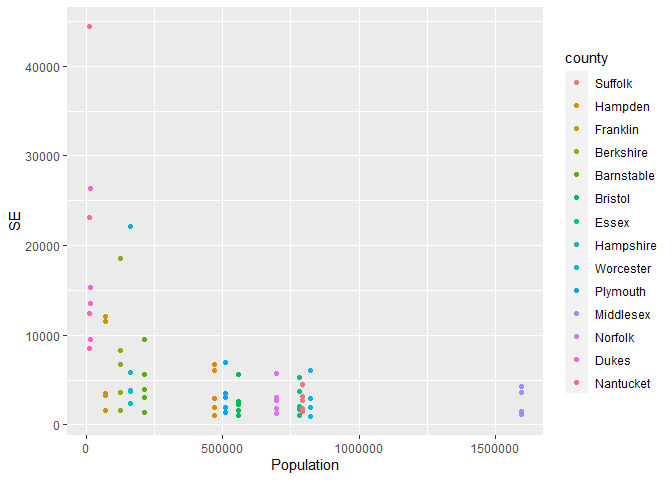 county
Suffolk
Hampden
Franklin
Berkshire
Barnstable
Bristol
Essex
Hampshire
Worcester
Plymouth
Middlesex
Norfolk
Dukes
Nantucket
SE
40000
30000
20000
10000
0
0
500000
1000000
1500000
Population